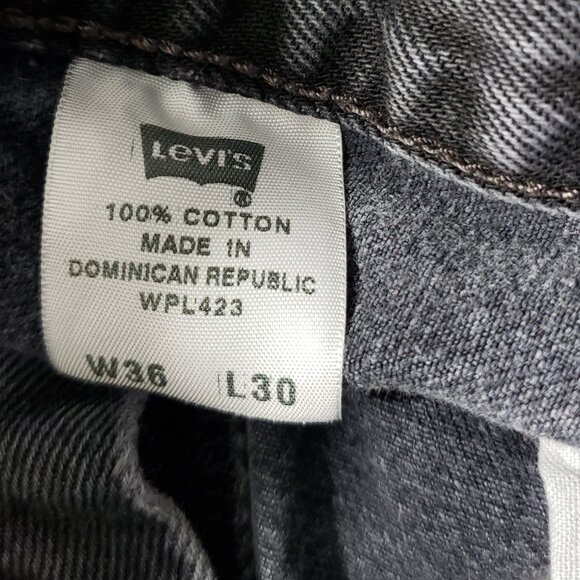 Levi's
®
100% COTTON
MADE IN
DOMINICAN REPUBLIC
WPL423
W36 L30